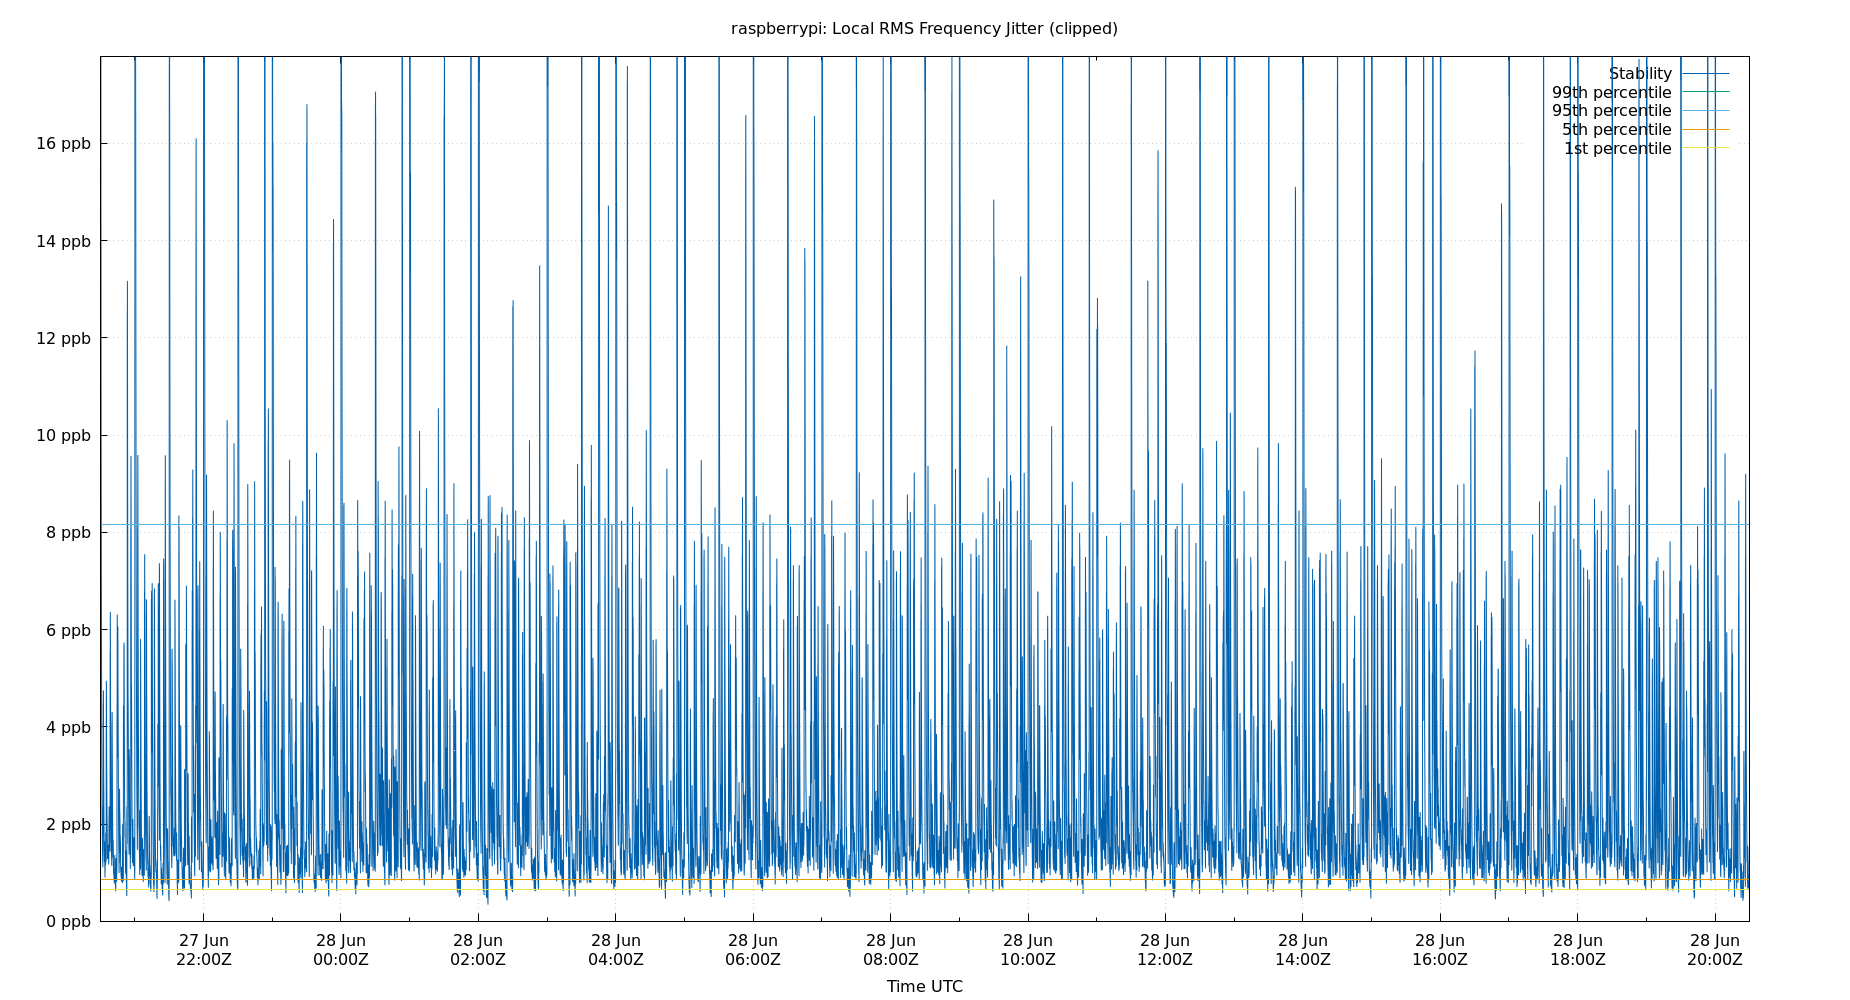 raspberrypi: Local RMS Frequency Jitter (clipped)
Stability
99th percentile
95th percentile
5th percentile
1st percentile
16 ppb
14 ppb
12 ppb
10 ppb
8 ppb
6 ppb
4 ppb
2 ppb
0 ppb
27 Jun 28 Jun 28 Jun 28 Jun 28 Jun 28 Jun 28 Jun 28 Jun 28 Jun 28 Jun 28 Jun 28 Jun
22:00Z 00:00Z 02:00Z 04:00Z 06:00Z 08:00Z 10:00Z 12:00Z 14:00Z 16:00Z 18:00Z 20:00Z
Time UTC